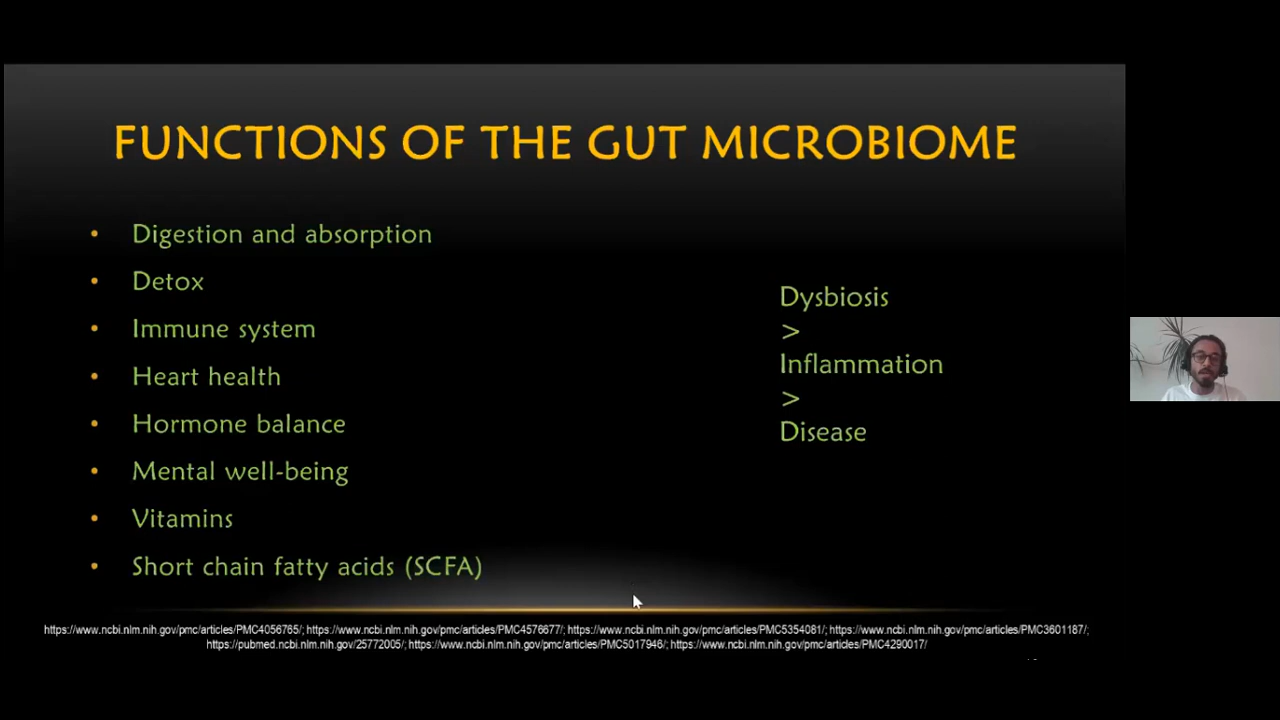 FUNCTIONS OF THE GUT MICROBIOME
• Digestion and absorption
• Detox
• Immune system
• Heart health
• Hormone balance
• Mental well-being
• Vitamins
• Short chain fatty acids (SCFA)
Dysbiosis
>
Inflammation
>
Disease
https://www.ncbi.nlm.nih.gov/pmc/articles/PMC4056765/; https://www.ncbi.nlm.nih.gov/pmc/articles/PMC4576677/; https://www.ncbi.nlm.nih.gov/pmc/articles/PMC5354081/; https://www.ncbi.nlm.nih.gov/pmc/articles/PMC3601187/;
https://pubmed.ncbi.nlm.nih.gov/25772005/; https://www.ncbi.nlm.nih.gov/pmc/articles/PMC5017946/; https://www.ncbi.nlm.nih.gov/pmc/articles/PMC4290017/